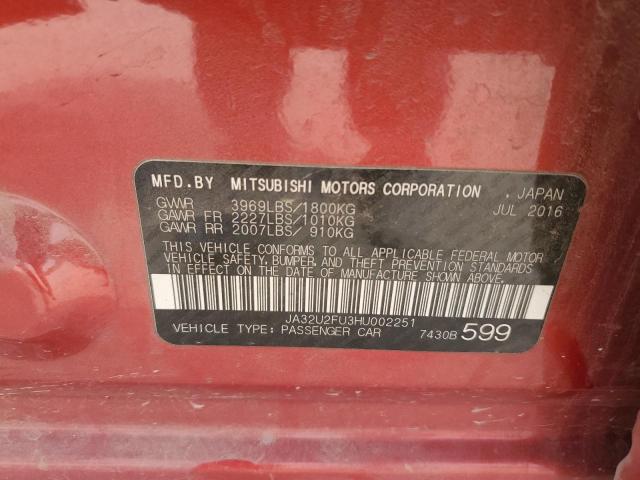 MFD.BY MITSUBISHI MOTORS CORPORATION , JAPAN
GVWR 3969LBS/1800KG JUL 2016
GAWR FR 2227LBS/1010KG
GAWR RR 2007LBS/ 910KG
THIS VEHICLE CONFORMS TO ALL APPLICABLE FEDERAL MOTOR
VEHICLE SAFETY, BUMPER, AND THEFT PREVENTION STANDARDS
IN EFFECT ON THE DATE OF MANUFACTURE SHOWN ABOVE.
JA32U2FU3HU002251
VEHICLE TYPE: PASSENGER CAR 7430B 599